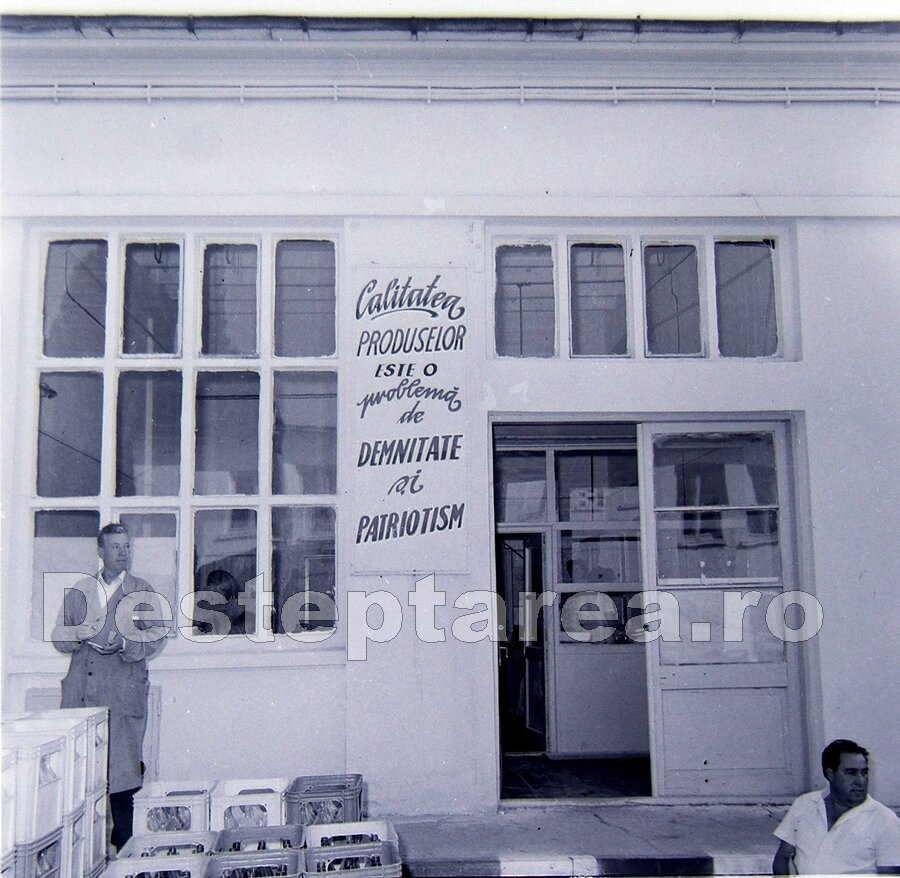 Calitatea
PRODUSELOR
ESTE O
problemă
de
DEMNITATE
și
PATRIOTISM
Desteptarea.ro